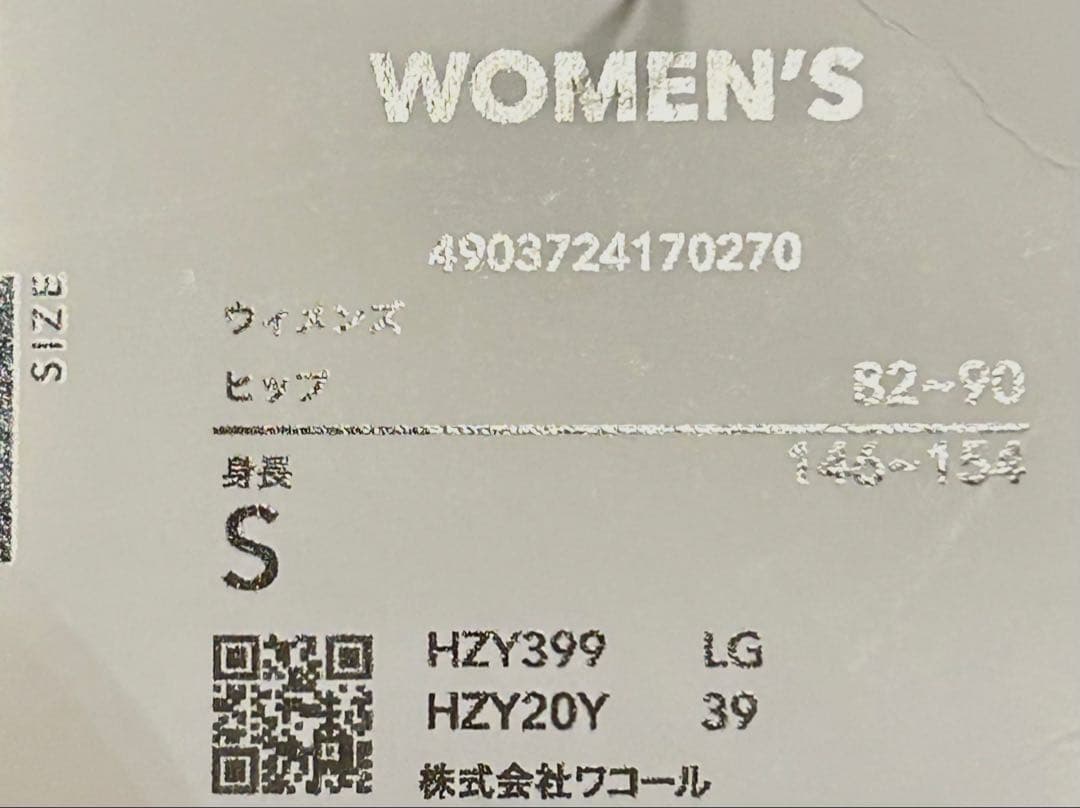 WOMEN'S
4903724170270
SIZE
ウィメンズ
ヒップ 82~90
身長 146~154
S
HZY399 LG
HZY20Y 39
株式会社ワコール